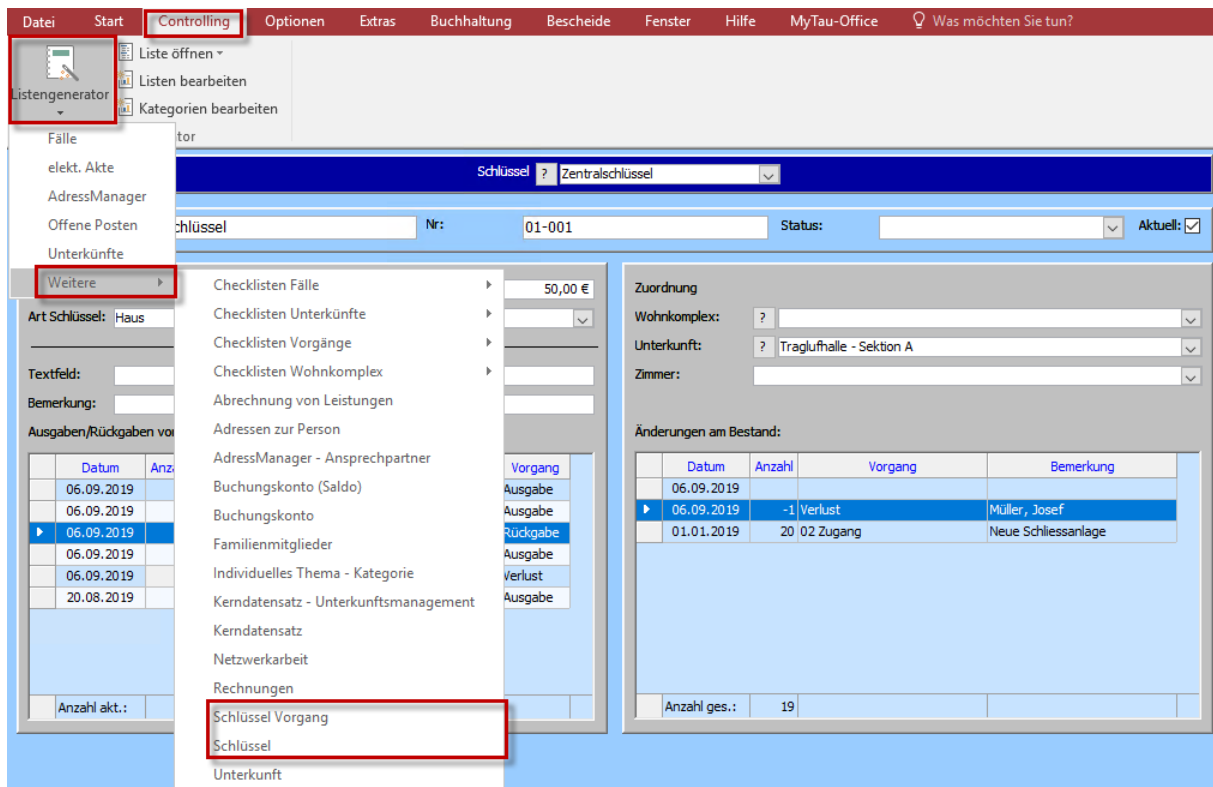 Datei Start Controlling Optionen Extras Buchhaltung Bescheide Fenster Hilfe MyTau-Office Was möchten Sie tun?
Liste öffnen
Listen bearbeiten
Listengenerator
Kategorien bearbeiten
tor
Fälle
elekt. Akte
AdressManager
Offene Posten
Unterkünfte
Weitere
Schlüssel ? Zentralschlüssel
chlüssel Nr: 01-001 Status: Aktuell:
Checklisten Fälle
Checklisten Unterkünfte
Checklisten Vorgänge
Checklisten Wohnkomplex
Abrechnung von Leistungen
Adressen zur Person
AdressManager - Ansprechpartner
Buchungskonto (Saldo)
Buchungskonto
Familienmitglieder
Individuelles Thema - Kategorie
Kerndatensatz - Unterkunftsmanagement
Kerndatensatz
Netzwerkarbeit
Rechnungen
Schlüssel Vorgang
Schlüssel
Unterkunft
50,00 €
Art Schlüssel: Haus
Textfeld:
Bemerkung:
Ausgaben/Rückgaben vo
Datum Anz Vorgang
06.09.2019 Ausgabe
06.09.2019 Ausgabe
06.09.2019 Rückgabe
06.09.2019 Ausgabe
06.09.2019 Verlust
20.08.2019 Ausgabe
Anzahl akt.:
Zuordnung
Wohnkomplex: ?
Unterkunft: ? Traglufthalle - Sektion A
Zimmer:
Änderungen am Bestand:
Datum Anzahl Vorgang Bemerkung
06.09.2019
06.09.2019 -1 Verlust Müller, Josef
01.01.2019 20 02 Zugang Neue Schliessanlage
Anzahl ges.: 19